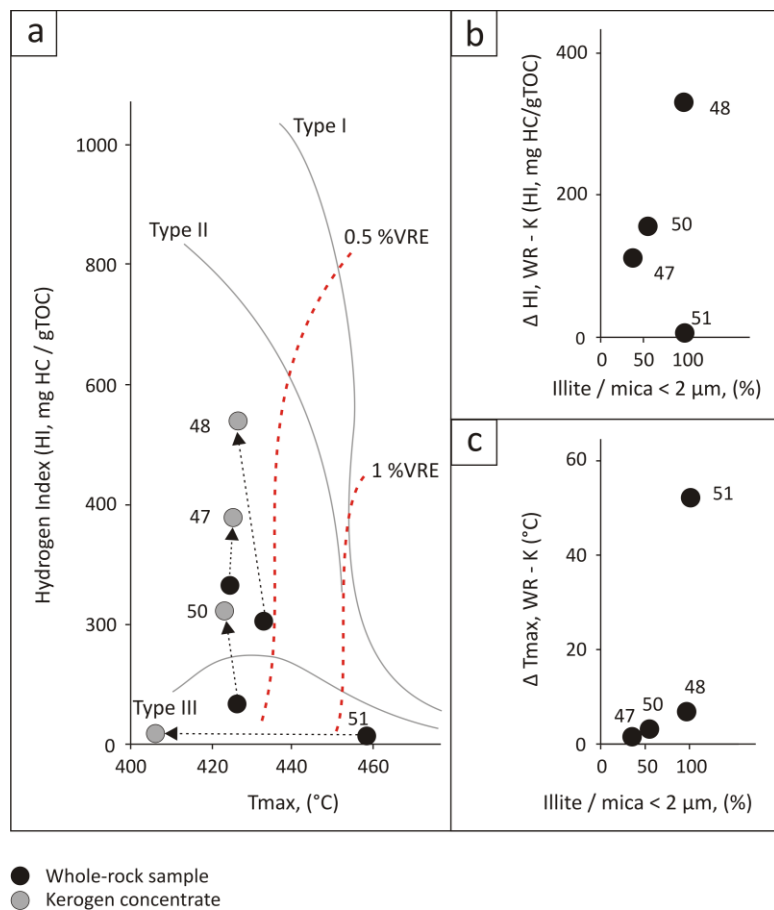 a
Type I
1000
Type II
0.5 %VRE
800
600
48
1 %VRE
47
400
50
300
Type III
51
0
400
420
440
460
Tmax, (°C)
Hydrogen Index (HI, mg HC / gTOC)
b
400
48
200
50
47
51
0
0
50
100
Illite / mica < 2 µm, (%)
Δ HI, WR - K (HI, mg HC/gTOC)
c
60
51
40
20
48
50
47
0
0
50
100
Illite / mica < 2 µm, (%)
Δ Tmax, WR - K (°C)
Whole-rock sample
Kerogen concentrate